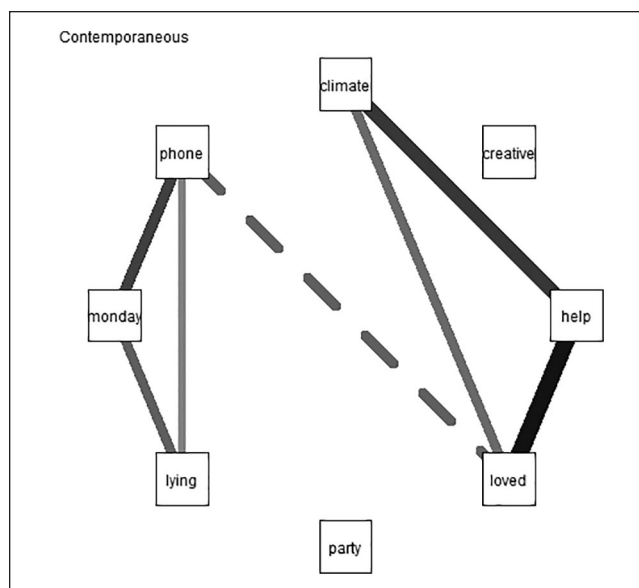 Contemporaneous
climate
phone
creative
monday
help
lying
loved
party